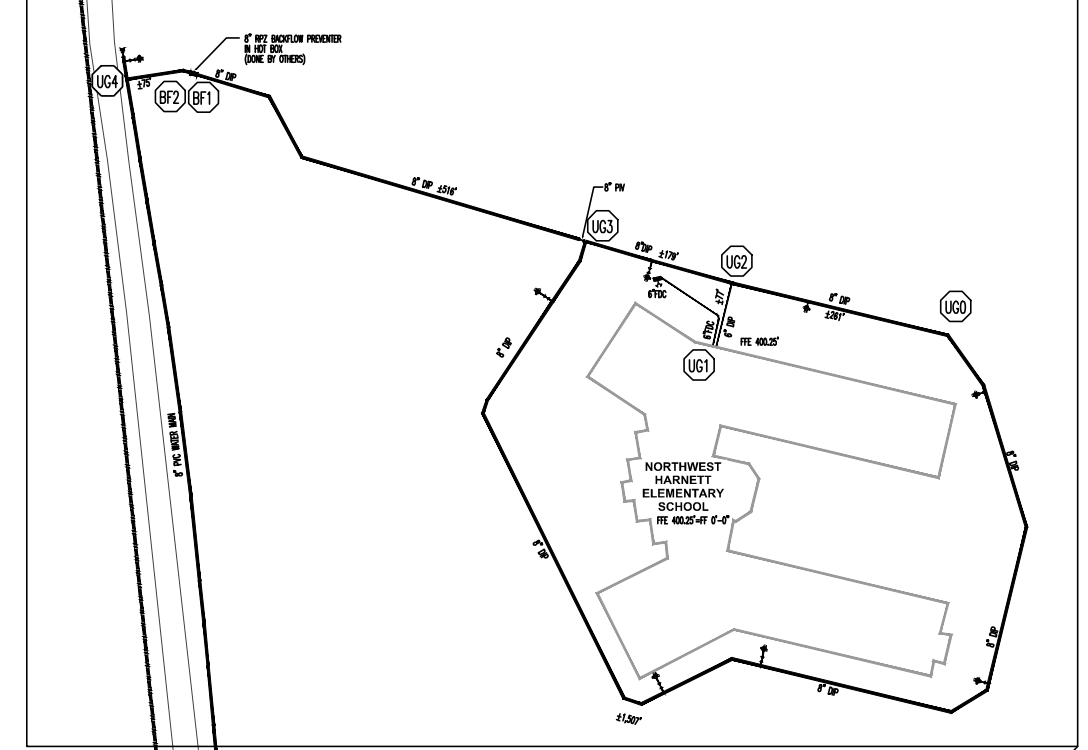 8" RPZ BACKFLOW PREVENTER
IN HOT BOX
(DONE BY OTHERS)
UG4
±75'
BF2
BF1
8" DIP
8" DIP ±516'
8" PIV
UG3
8"DIP ±179'
UG2
6"FDC
±77'
6"FDC
6" DIP
8" DIP
±261'
UG0
FFE 400.25'
UG1
8" DIP
8" PVC WATER MAIN
8" DIP
NORTHWEST
HARNETT
ELEMENTARY
SCHOOL
FFE 400.25'=FF 0'-0"
8" DIP
8" DIP
8" DIP
±1,507'